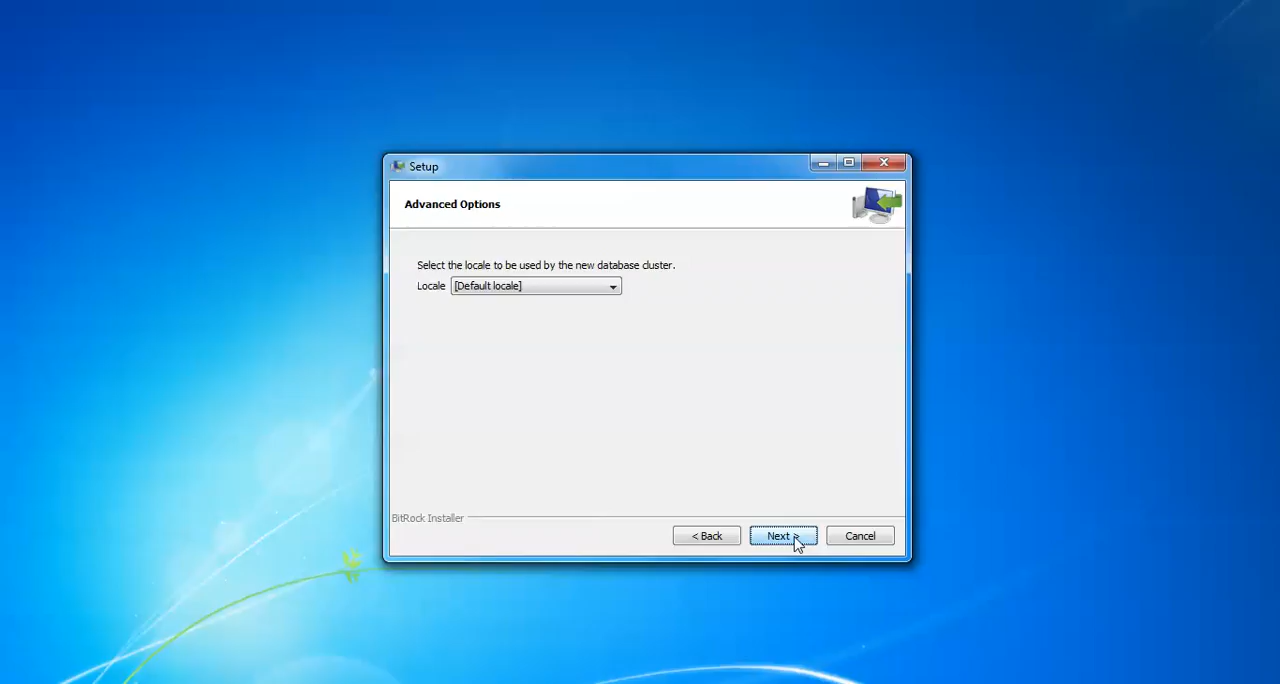 Setup
Advanced Options
Select the locale to be used by the new database cluster.
Locale [Default locale]
BitRock Installer
< Back Next > Cancel